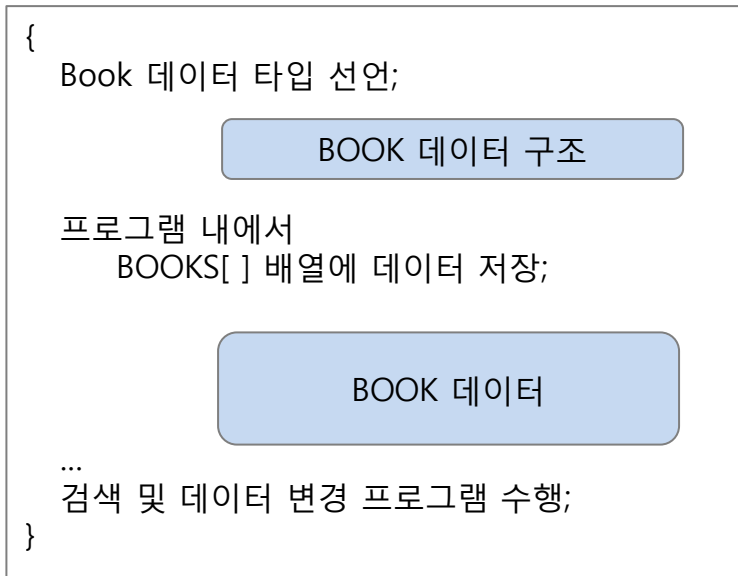 {
Book 데이터 타입 선언;
BOOK 데이터 구조
프로그램 내에서
BOOKS[ ] 배열에 데이터 저장;
BOOK 데이터
...
검색 및 데이터 변경 프로그램 수행;
}